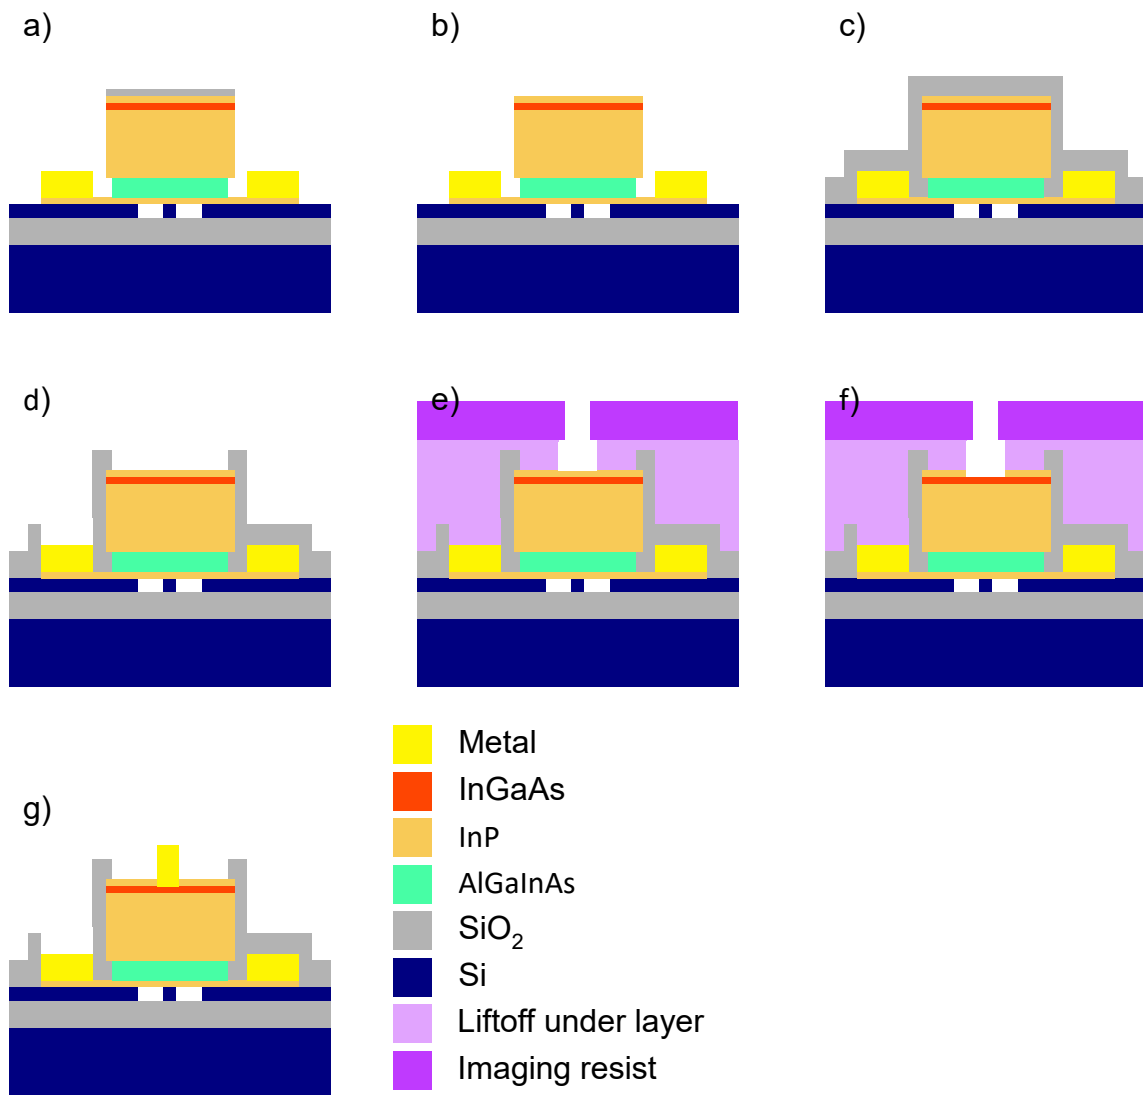 a)
b)
c)
d)
e)
f)
g)
Metal
InGaAs
InP
AlGaInAs
SiO2
Si
Liftoff under layer
Imaging resist